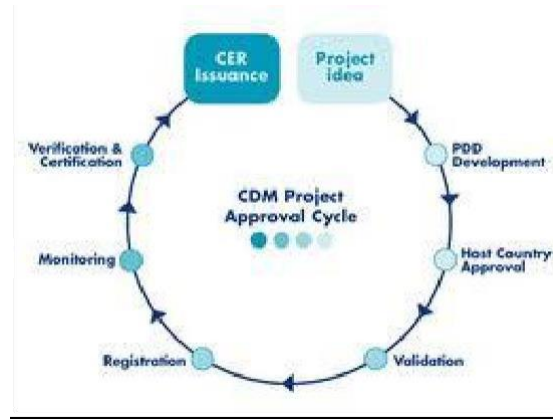 CER
Issuance
Project
idea
PDD
Development
Host Country
Approval
Validation
Registration
Monitoring
Verification &
Certification
CDM Project
Approval Cycle